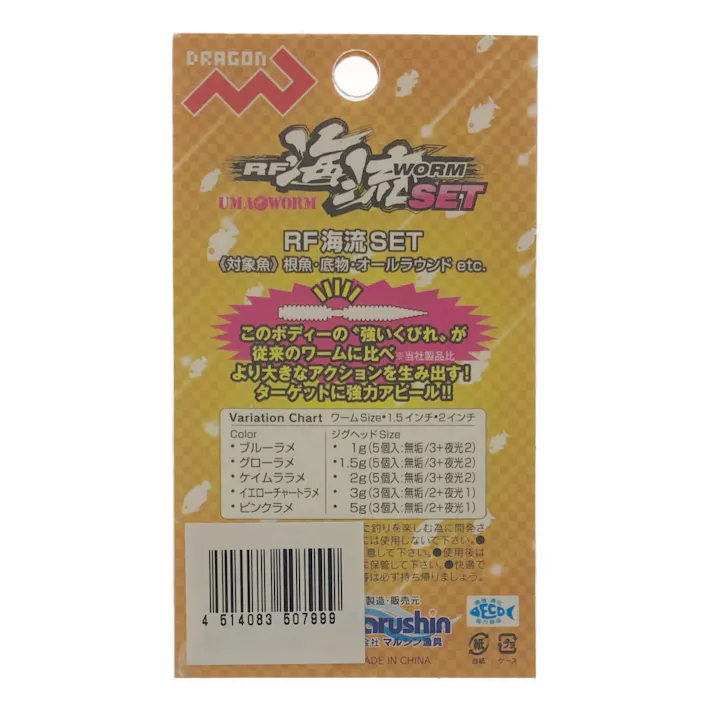 DRAGON
RF 海流 WORM
UMA WORM SET
RF 海流 SET
《対象魚》根魚・底物・オールラウンド etc.
このボディーの〝強いくびれ〟が
従来のワームに比べ※当社製品比
より大きなアクションを生み出す!
ターゲットに強力アピール!!
Variation Chart ワームSize•1.5インチ•2インチ
Color ジグヘッドSize
・ブルーラメ ・1g(5個入:無垢/3+夜光2)
・グローラメ ・1.5g(5個入:無垢/3+夜光2)
・ケイムララメ ・2g(5個入:無垢/3+夜光2)
・イエローチャートラメ ・3g(3個入:無垢/2+夜光1)
・ピンクラメ ・5g(3個入:無垢/2+夜光1)
に釣りを楽しむ為に開発さ
には使用しないで下さい。●
意して下さい。●使用後は
に保管して下さい。●快適で
等は必ず持ち帰りましょう。
製造・販売元
arushin
会社 マルシン漁具
ADE IN CHINA
ECO
紙
台紙
プラ
ケース
4 514083 507999